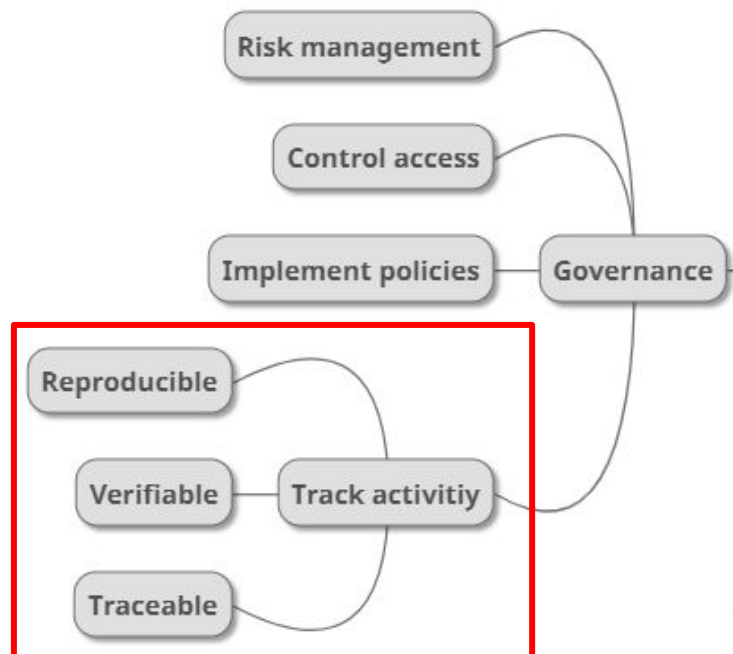 Risk management
Control access
Implement policies
Governance
Reproducible
Verifiable
Track activitiy
Traceable